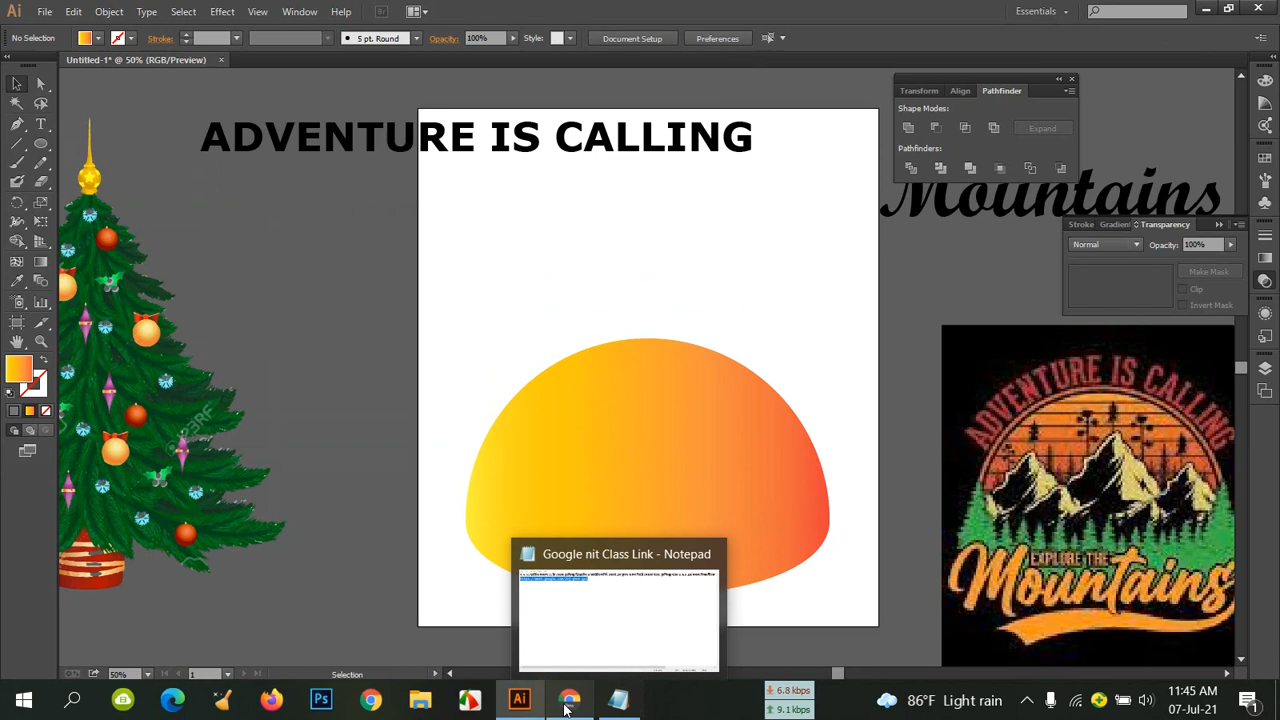 File Edit Object Type Select Effect View Window Help
Essentials
No Selection
Stroke:
5 pt. Round
Opacity: 100%
Style:
Document Setup
Preferences
Untitled-1* @ 50% (RGB/Preview)
Transform Align Pathfinder
Shape Modes:
Expand
Pathfinders:
ADVENTURE IS CALLING
Mountains
Stroke Gradient Transparency
Normal
Opacity: 100%
Make Mask
Clip
Invert Mask
ADVENTURE IS CALLING
EXPLORE THE
Mountains
Google nit Class Link - Notepad
50%
1
Selection
Ps
Ai
6.8 kbps
9.1 kbps
86°F Light rain
11:45 AM
07-Jul-21
1